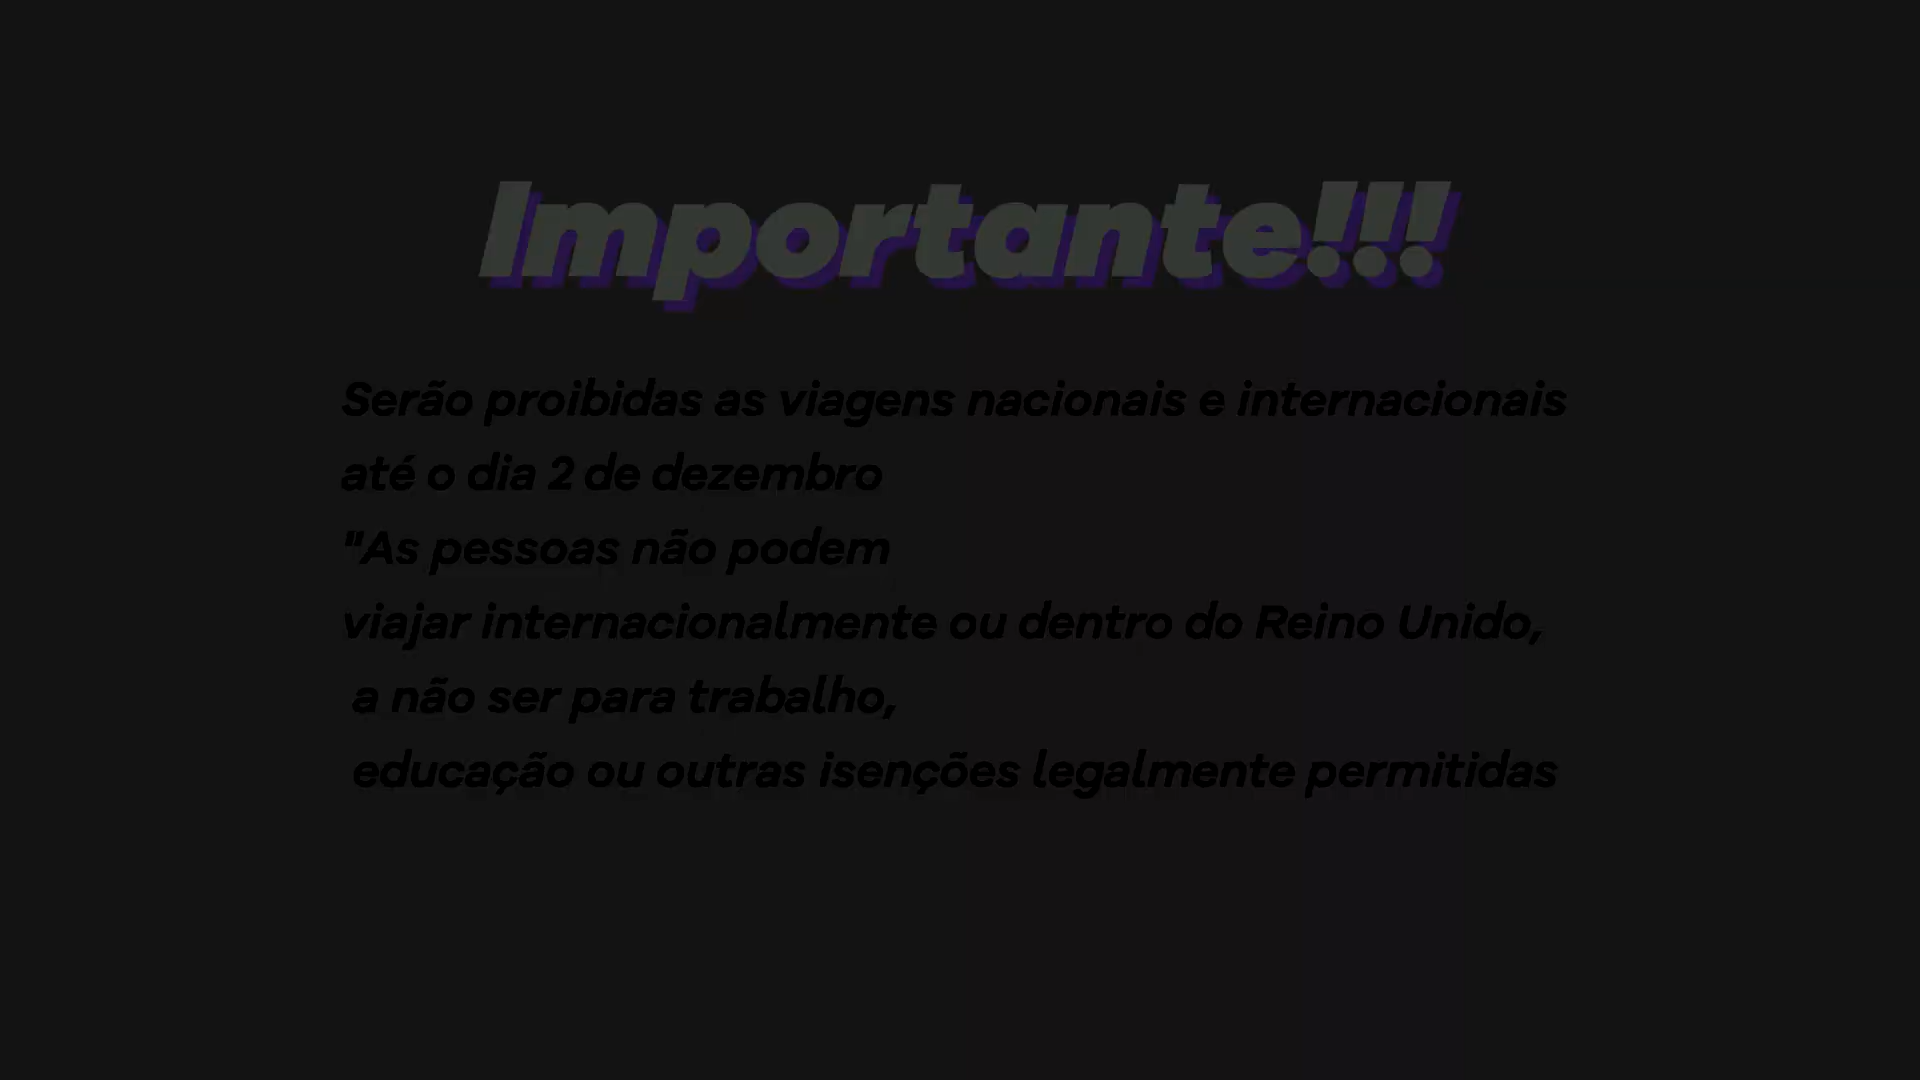 Importante!!!
Serão proibidas as viagens nacionais e internacionais
até o dia 2 de dezembro
"As pessoas não podem
viajar internacionalmente ou dentro do Reino Unido,
a não ser para trabalho,
educação ou outras isenções legalmente permitidas